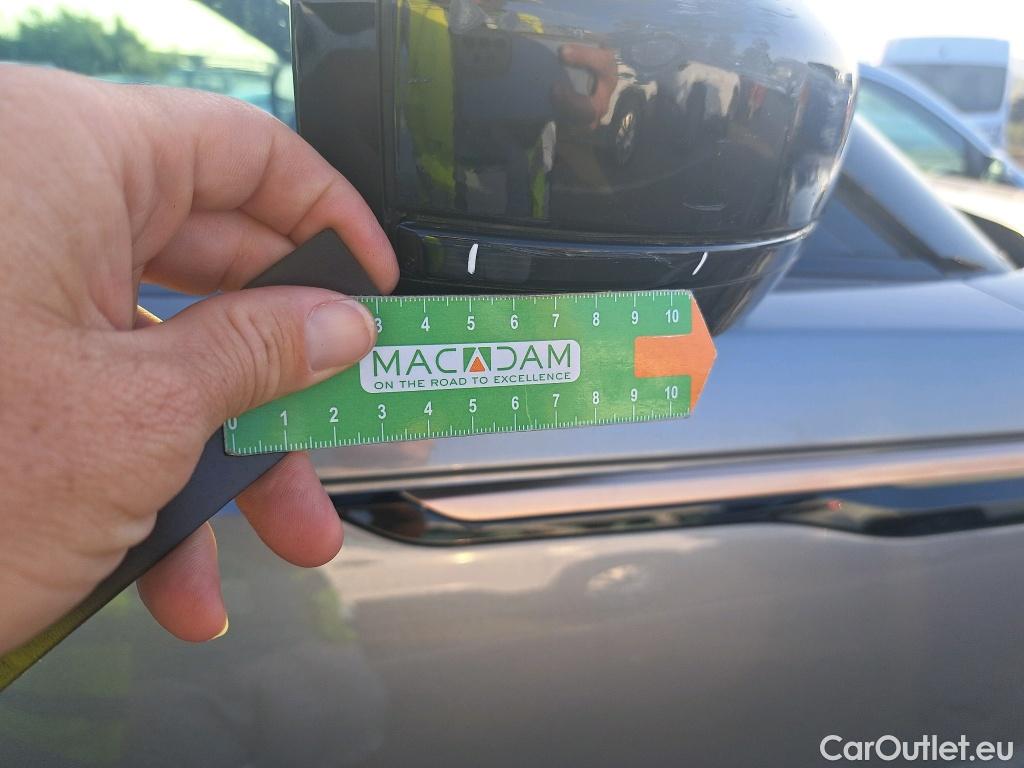 3 4 5 6 7 8 9 10
MACADAM
ON THE ROAD TO EXCELLENCE
0 1 2 3 4 5 6 7 8 9 10
CarOutlet.eu